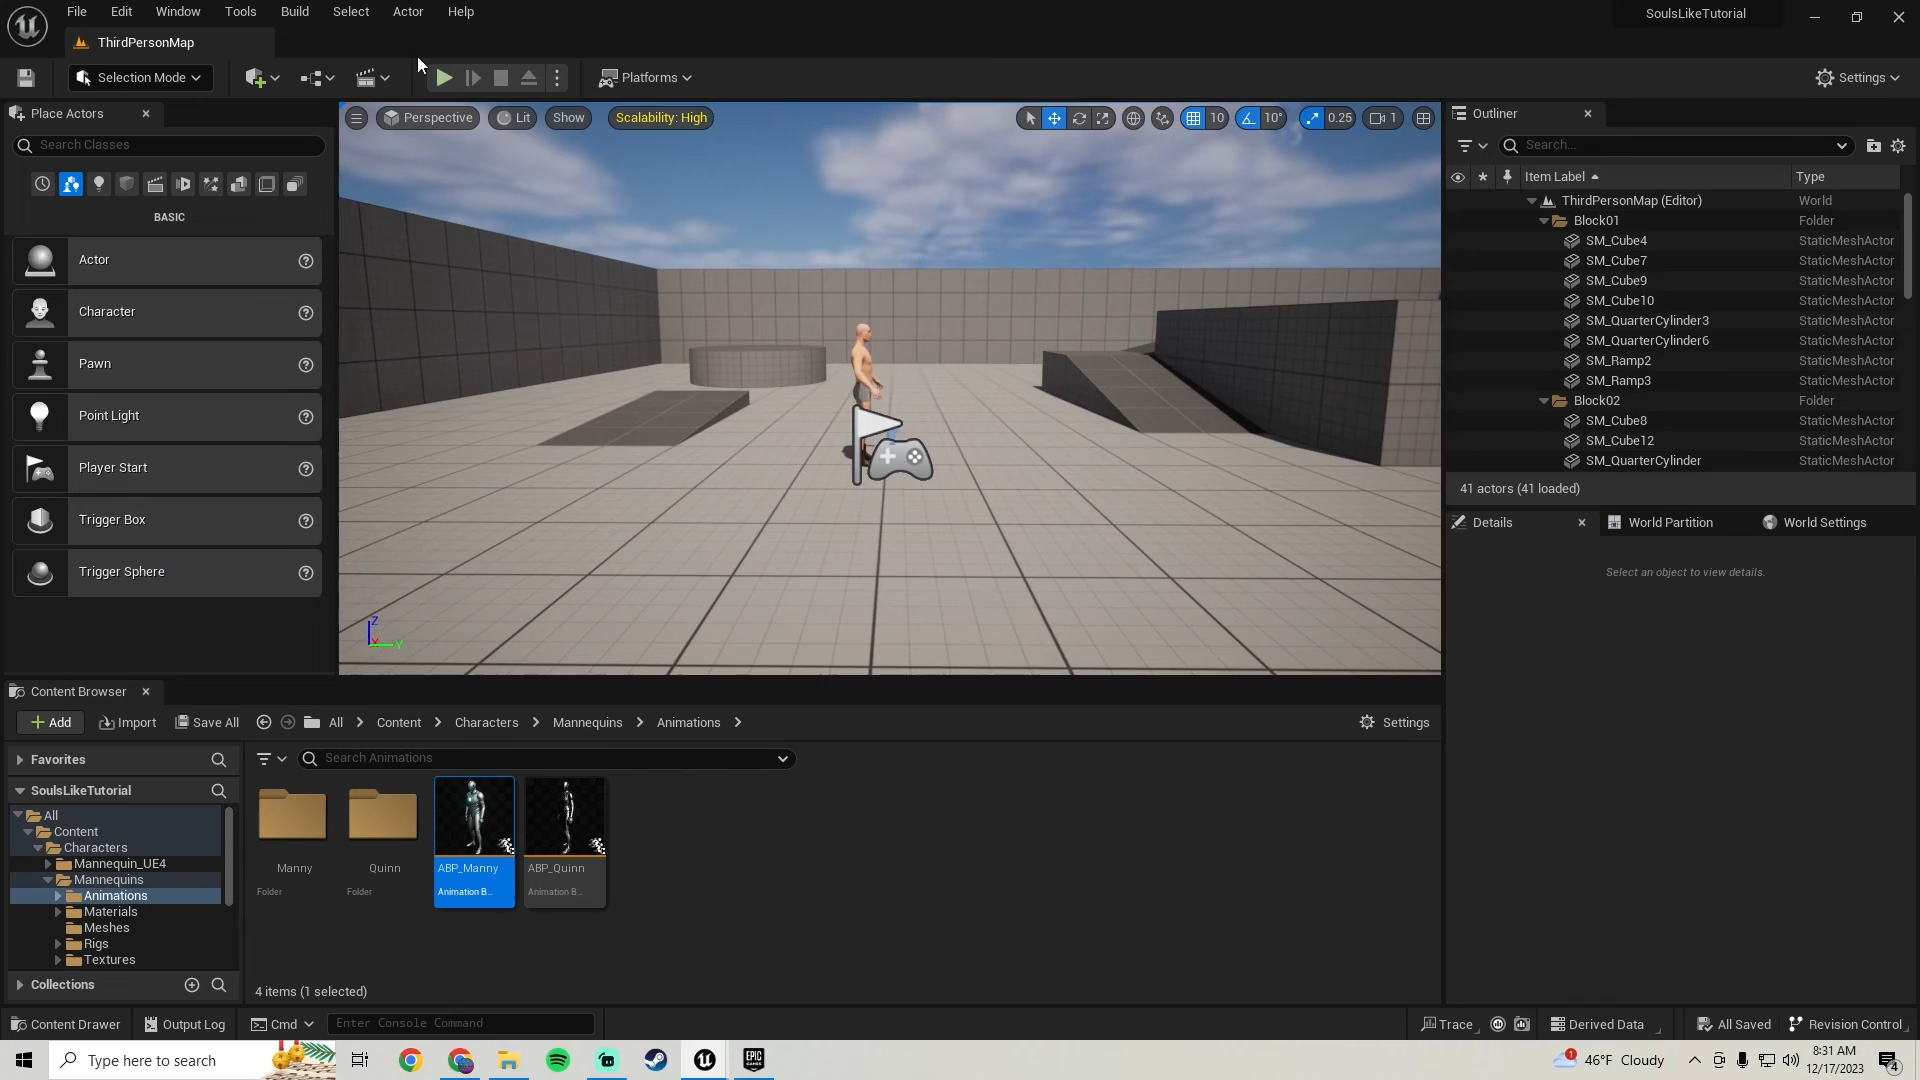 File Edit Window Tools Build Select Actor Help
SoulsLikeTutorial
ThirdPersonMap
Selection Mode
Platforms
Settings
Place Actors
Search Classes
BASIC
Actor
Character
Pawn
Point Light
Player Start
Trigger Box
Trigger Sphere
Perspective Lit Show Scalability: High 10 10° 0.25 1
Z
X
Y
Outliner
Search...
Item Label Type
ThirdPersonMap (Editor) World
Block01 Folder
SM_Cube4 StaticMeshActor
SM_Cube7 StaticMeshActor
SM_Cube9 StaticMeshActor
SM_Cube10 StaticMeshActor
SM_QuarterCylinder3 StaticMeshActor
SM_QuarterCylinder6 StaticMeshActor
SM_Ramp2 StaticMeshActor
SM_Ramp3 StaticMeshActor
Block02 Folder
SM_Cube8 StaticMeshActor
SM_Cube12 StaticMeshActor
SM_QuarterCylinder StaticMeshActor
41 actors (41 loaded)
Details World Partition World Settings
Select an object to view details.
Content Browser
Add Import Save All All Content Characters Mannequins Animations Settings
Favorites
SoulsLikeTutorial
All
Content
Characters
Mannequin_UE4
Mannequins
Animations
Materials
Meshes
Rigs
Textures
Collections
Search Animations
Manny
Folder
Quinn
Folder
ABP_Manny
Animation B...
ABP_Quinn
Animation B...
4 items (1 selected)
Content Drawer Output Log Cmd Enter Console Command Trace Derived Data All Saved Revision Control
Type here to search
EPIC
GAMES
1
46°F Cloudy
8:31 AM
12/17/2023
4